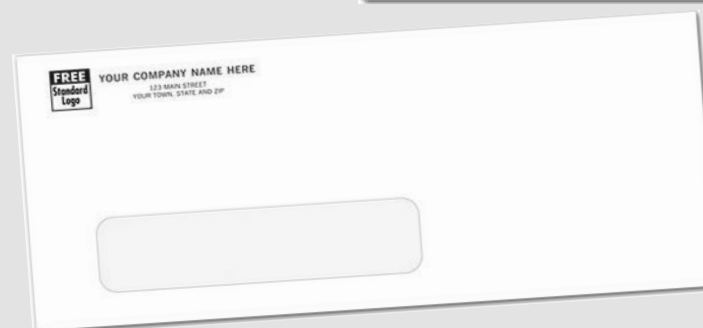 FREE
Standard
Logo
YOUR COMPANY NAME HERE
123 MAIN STREET
YOUR TOWN, STATE AND ZIP